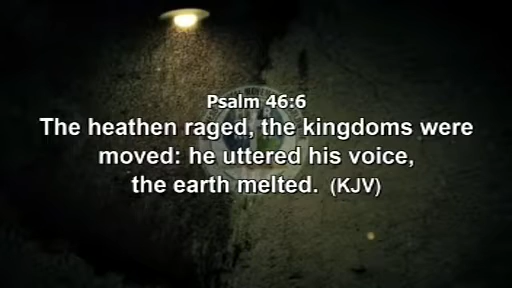 Psalm 46:6
The heathen raged, the kingdoms were
moved: he uttered his voice,
the earth melted. (KJV)